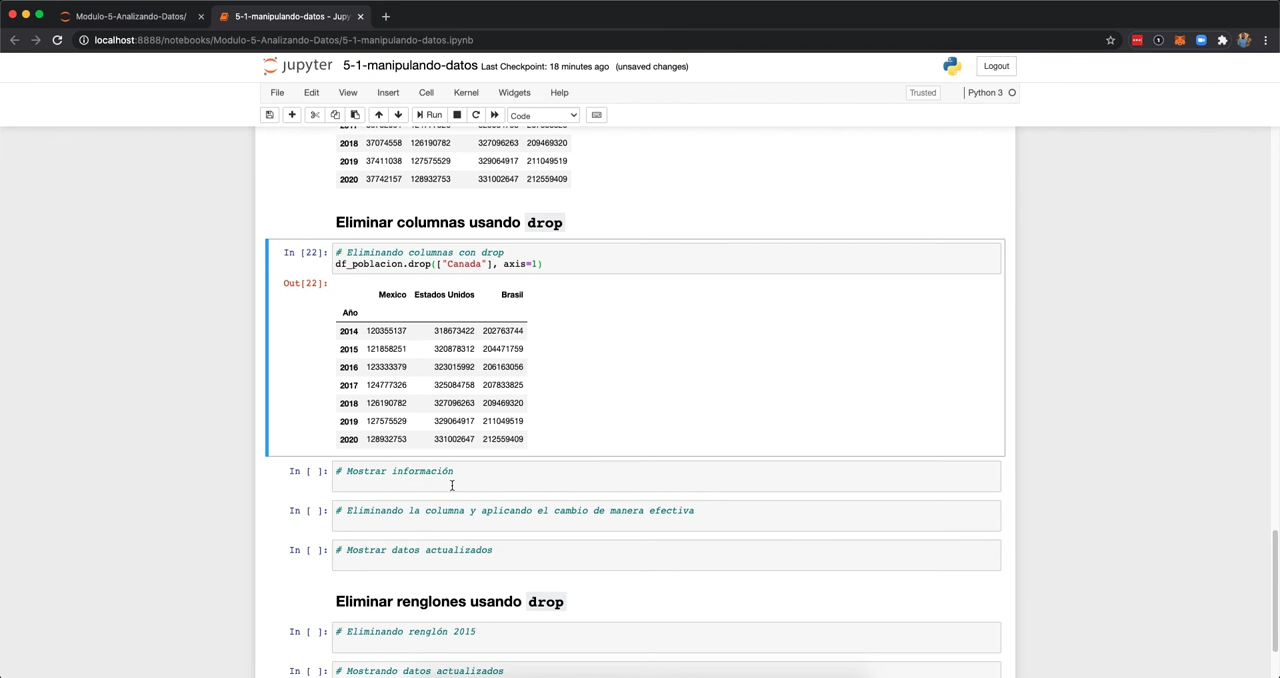 Modulo-5-Analizando-Datos/
5-1-manipulando-datos - Jupy
localhost:8888/notebooks/Modulo-5-Analizando-Datos/5-1-manipulando-datos.ipynb
jupyter 5-1-manipulando-datos Last Checkpoint: 18 minutes ago (unsaved changes)
Logout
File Edit View Insert Cell Kernel Widgets Help
Trusted
Python 3
Run
Code
2018 37074558 126190782 327096263 209469320
2019 37411038 127575529 329064917 211049519
2020 37742157 128932753 331002647 212559409
Eliminar columnas usando drop
In [22]: # Eliminando columnas con drop
df_poblacion.drop(["Canada"], axis=1)
Out[22]:
Mexico Estados Unidos Brasil
Año
2014 120355137 318673422 202763744
2015 121858251 320878312 204471759
2016 123333379 323015992 206163056
2017 124777326 325084758 207833825
2018 126190782 327096263 209469320
2019 127575529 329064917 211049519
2020 128932753 331002647 212559409
In [ ]: # Mostrar información
In [ ]: # Eliminando la columna y aplicando el cambio de manera efectiva
In [ ]: # Mostrar datos actualizados
Eliminar renglones usando drop
In [ ]: # Eliminando renglón 2015
In [ ]: # Mostrando datos actualizados